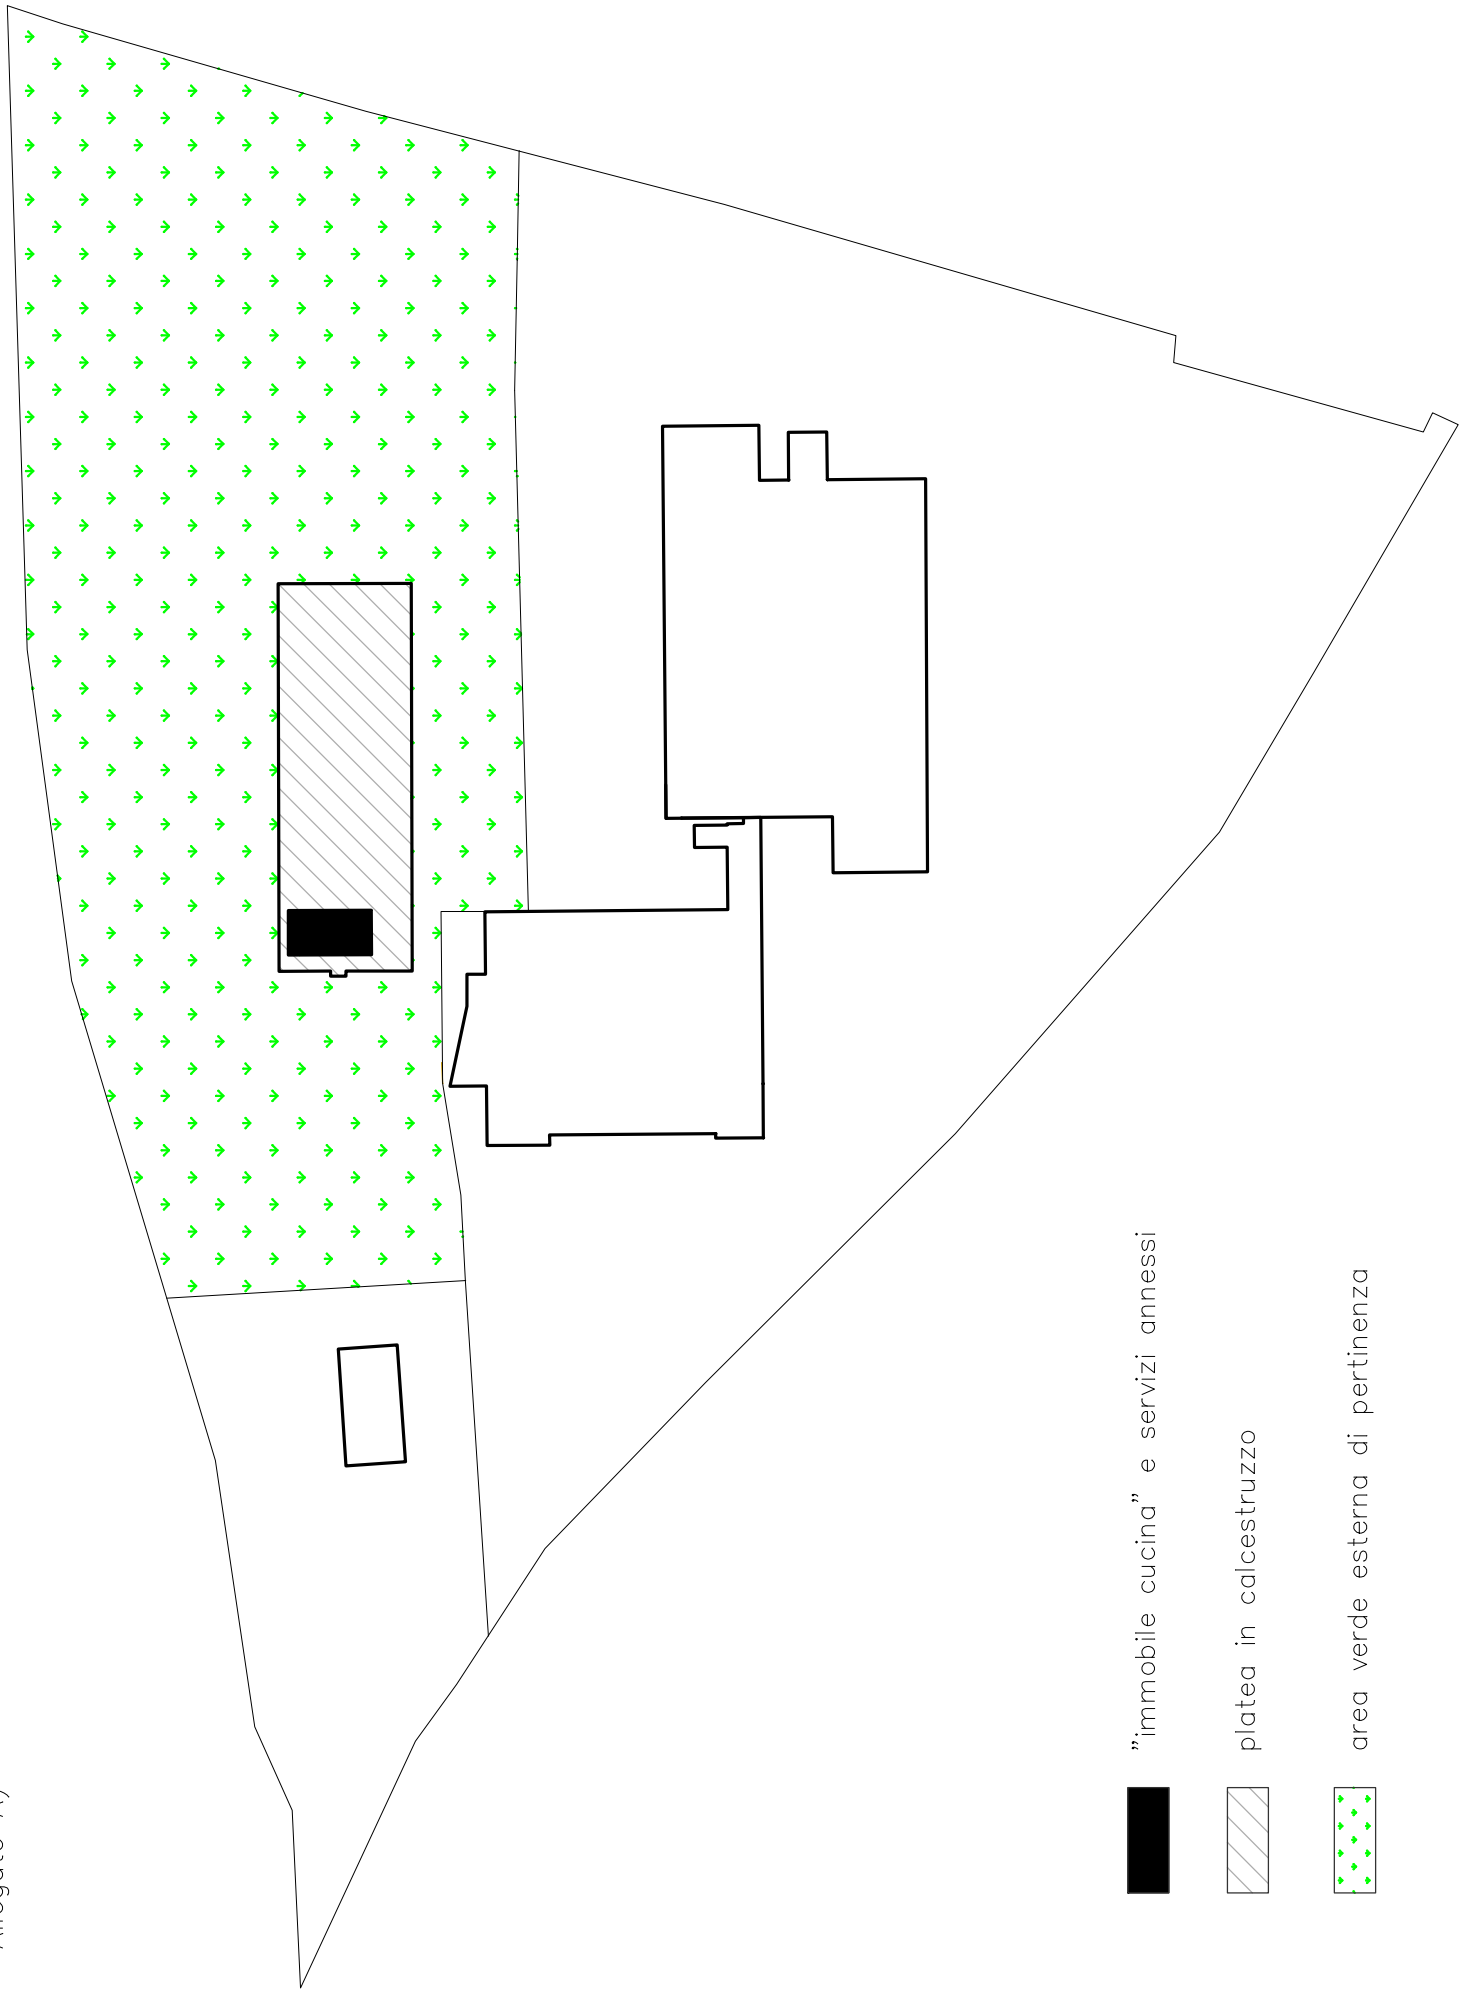 "immobile cucina" e servizi annessi
platea in calcestruzzo
area verde esterna di pertinenza